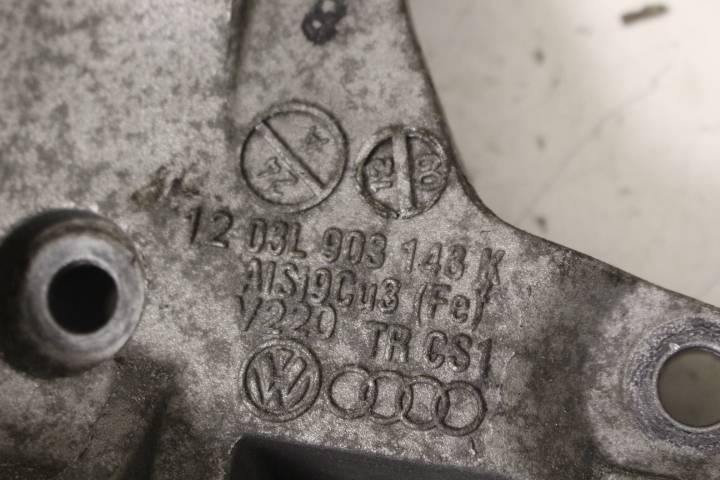 12 03L 903 143 K
AlSi9Cu3 (Fe)
V220 TR CS1